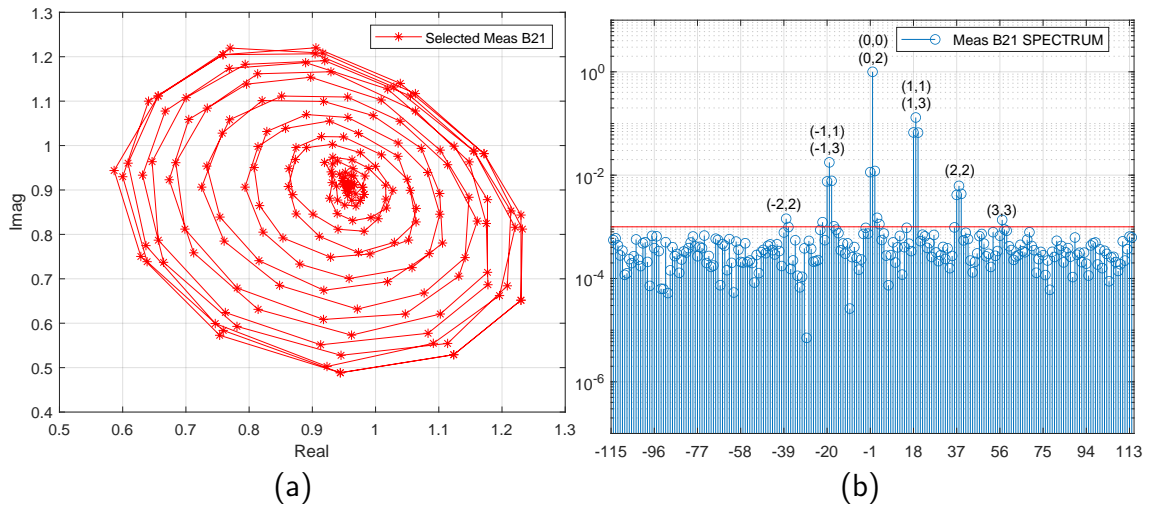 1.3
1.2
1.1
1
0.9
0.8
0.7
0.6
0.5
0.4
Imag
0.5 0.6 0.7 0.8 0.9 1 1.1 1.2 1.3
Real
Selected Meas B21
(a)
Meas B21 SPECTRUM
(0,0)
(0,2)
(1,1)
(1,3)
(-1,1)
(-1,3)
(2,2)
(-2,2)
(3,3)
10^0
10^-2
10^-4
10^-6
-115 -96 -77 -58 -39 -20 -1 18 37 56 75 94 113
(b)